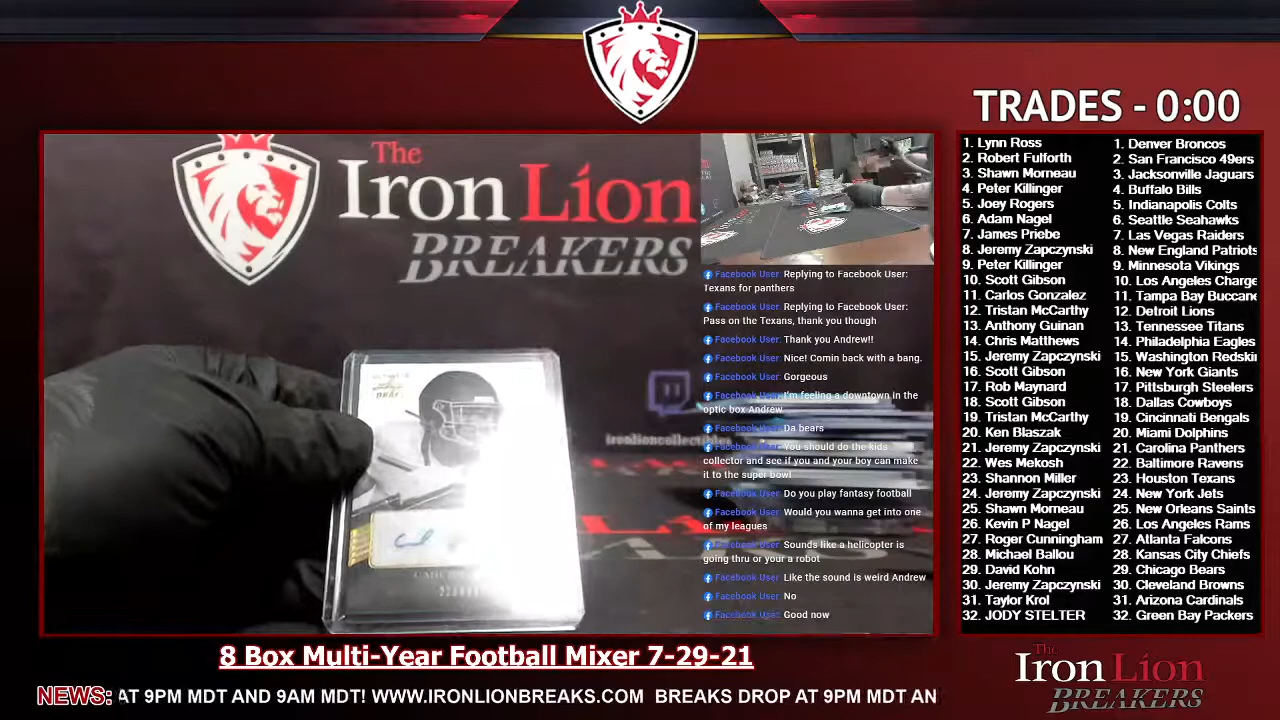 TRADES - 0:00
The
Iron Lion
BREAKERS
Facebook User: Replying to Facebook User:
Texans for panthers
Facebook User: Replying to Facebook User:
Pass on the Texans, thank you though
Facebook User: Thank you Andrew!!
Facebook User: Nice! Comin back with a bang.
Facebook User: Gorgeous
Facebook User: I'm feeling a downtown in the
optic box Andrew
Facebook User: Da bears
Facebook User: You should do the kids
collector and see if you and your boy can make
it to the super bowl
Facebook User: Do you play fantasy football
Facebook User: Would you wanna get into one
of my leagues
Facebook User: Sounds like a helicopter is
going thru or your a robot
Facebook User: Like the sound is weird Andrew
Facebook User: No
Facebook User: Good now
1. Lynn Ross
2. Robert Fulforth
3. Shawn Morneau
4. Peter Killinger
5. Joey Rogers
6. Adam Nagel
7. James Priebe
8. Jeremy Zapczynski
9. Peter Killinger
10. Scott Gibson
11. Carlos Gonzalez
12. Tristan McCarthy
13. Anthony Guinan
14. Chris Matthews
15. Jeremy Zapczynski
16. Scott Gibson
17. Rob Maynard
18. Scott Gibson
19. Tristan McCarthy
20. Ken Blaszak
21. Jeremy Zapczynski
22. Wes Mekosh
23. Shannon Miller
24. Jeremy Zapczynski
25. Shawn Morneau
26. Kevin P Nagel
27. Roger Cunningham
28. Michael Ballou
29. David Kohn
30. Jeremy Zapczynski
31. Taylor Krol
32. JODY STELTER
1. Denver Broncos
2. San Francisco 49ers
3. Jacksonville Jaguars
4. Buffalo Bills
5. Indianapolis Colts
6. Seattle Seahawks
7. Las Vegas Raiders
8. New England Patriots
9. Minnesota Vikings
10. Los Angeles Charge
11. Tampa Bay Buccane
12. Detroit Lions
13. Tennessee Titans
14. Philadelphia Eagles
15. Washington Redski
16. New York Giants
17. Pittsburgh Steelers
18. Dallas Cowboys
19. Cincinnati Bengals
20. Miami Dolphins
21. Carolina Panthers
22. Baltimore Ravens
23. Houston Texans
24. New York Jets
25. New Orleans Saints
26. Los Angeles Rams
27. Atlanta Falcons
28. Kansas City Chiefs
29. Chicago Bears
30. Cleveland Browns
31. Arizona Cardinals
32. Green Bay Packers
8 Box Multi-Year Football Mixer 7-29-21
NEWS: AT 9PM MDT AND 9AM MDT! WWW.IRONLIONBREAKS.COM BREAKS DROP AT 9PM MDT AN
The
Iron Lion
BREAKERS